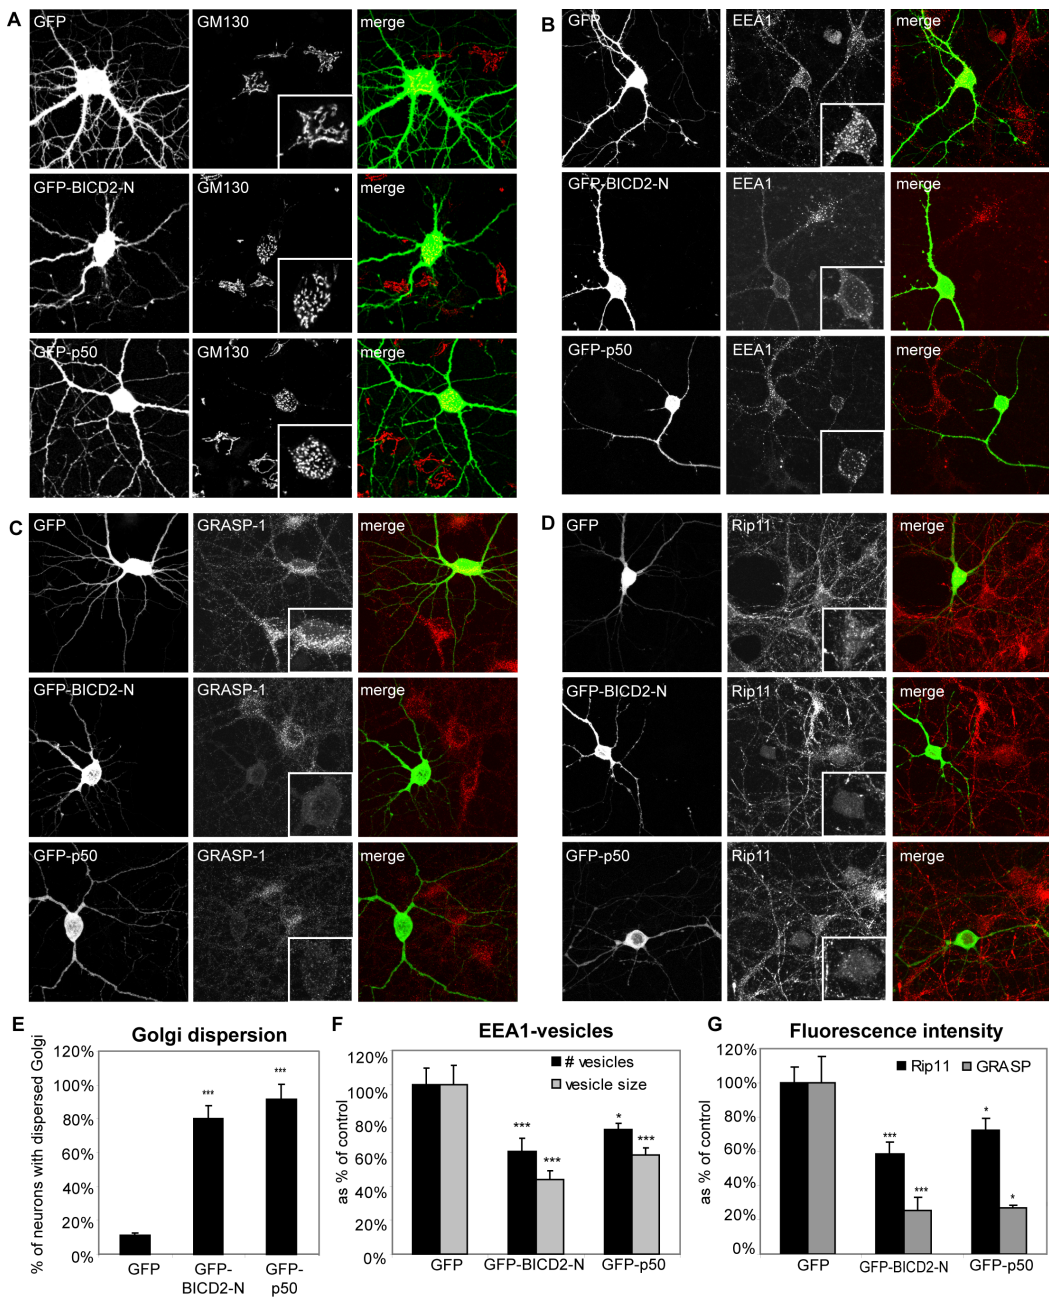 A
GFP
GM130
merge
GFP-BICD2-N
GM130
merge
GFP-p50
GM130
merge
B
GFP
EEA1
merge
GFP-BICD2-N
EEA1
merge
GFP-p50
EEA1
merge
C
GFP
GRASP-1
merge
GFP-BICD2-N
GRASP-1
merge
GFP-p50
GRASP-1
merge
D
GFP
Rip11
merge
GFP-BICD2-N
Rip11
merge
GFP-p50
Rip11
merge
E
Golgi dispersion
% of neurons with dispersed Golgi
120%
100%
80%
60%
40%
20%
0%
***
***
GFP
GFP-
BICD2-N
GFP-
p50
F
EEA1-vesicles
as % of control
120%
100%
80%
60%
40%
20%
0%
# vesicles
vesicle size
***
***
*
***
GFP
GFP-BICD2-N
GFP-p50
G
Fluorescence intensity
as % of control
120%
100%
80%
60%
40%
20%
0%
Rip11
GRASP
***
***
*
*
GFP
GFP-BICD2-N
GFP-p50